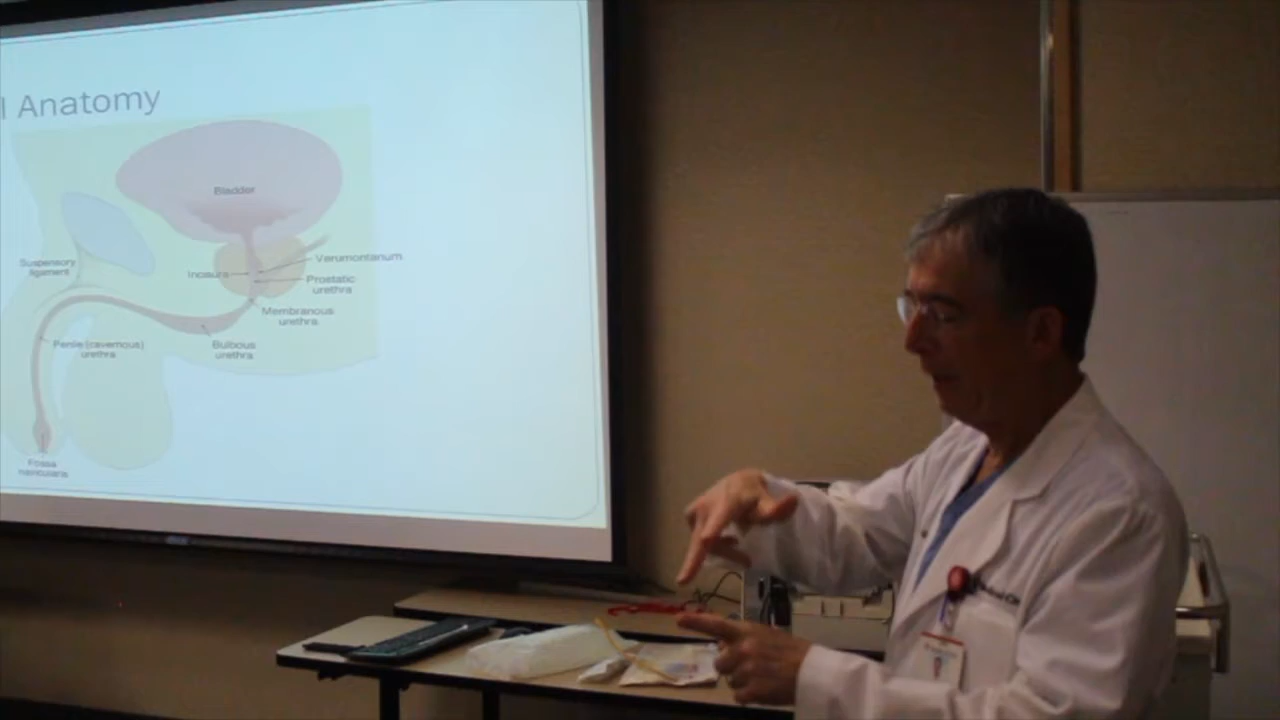 l Anatomy
Bladder
Suspensory
ligament
Verumontanum
Incisura
Prostatic
urethra
Membranous
urethra
Penile (cavernous)
urethra
Bulbous
urethra
Fossa
navicularis